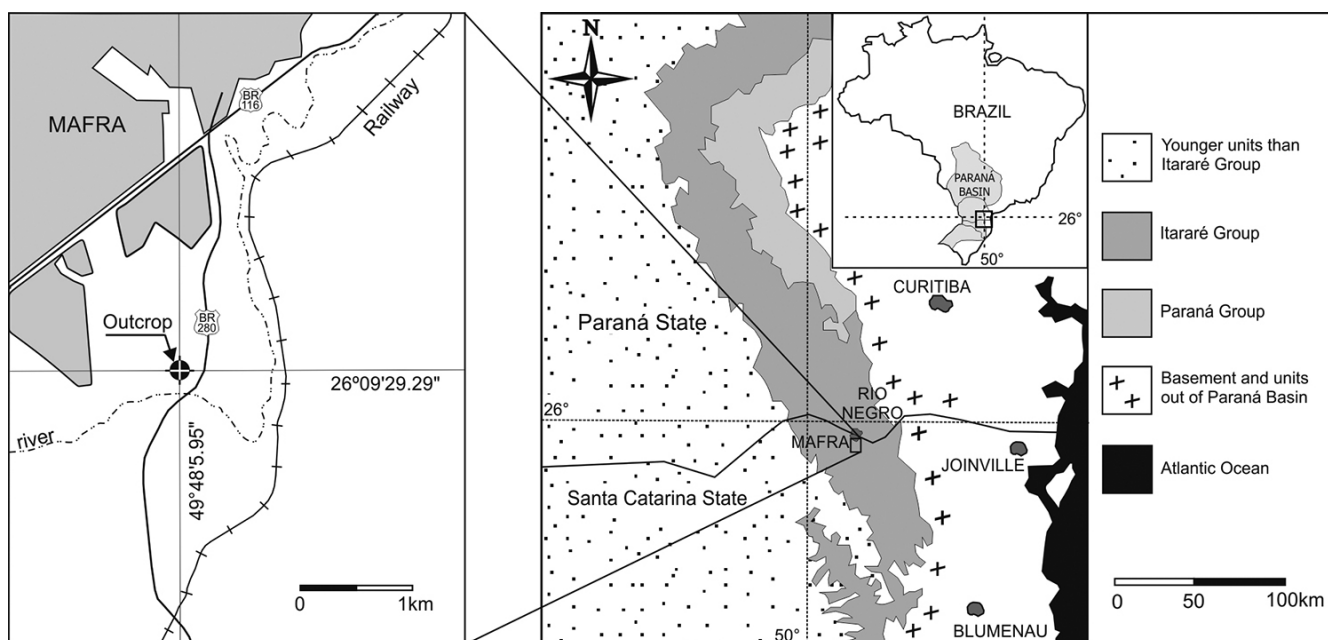 MAFRA
BR
116
Railway
Outcrop
BR
280
26º09'29.29"
river
49°48'5.95"
0
1km
N
BRAZIL
PARANÁ
BASIN
26°
50°
CURITIBA
Paraná State
RIO
NEGRO
26°
MAFRA
JOINVILLE
Santa Catarina State
50°
BLUMENAU
Younger units than
Itararé Group
Itararé Group
Paraná Group
Basement and units
out of Paraná Basin
Atlantic Ocean
0
50
100km